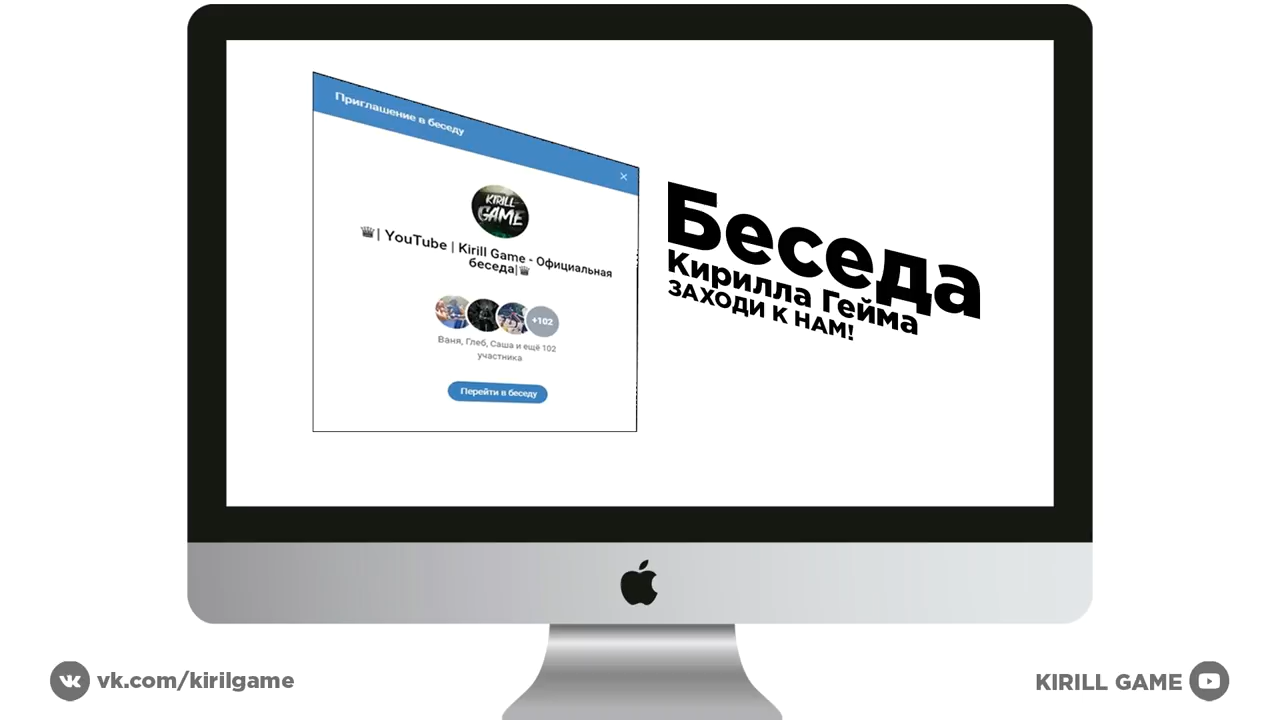 Приглашение в беседу
KIRILL
GAME
♛| YouTube | Kirill Game - Официальная
беседа|♛
+102
Ваня, Глеб, Саша и ещё 102
участника
Перейти в беседу
Беседа
Кирилла Гейма
ЗАХОДИ К НАМ!
vk.com/kirilgame
KIRILL GAME